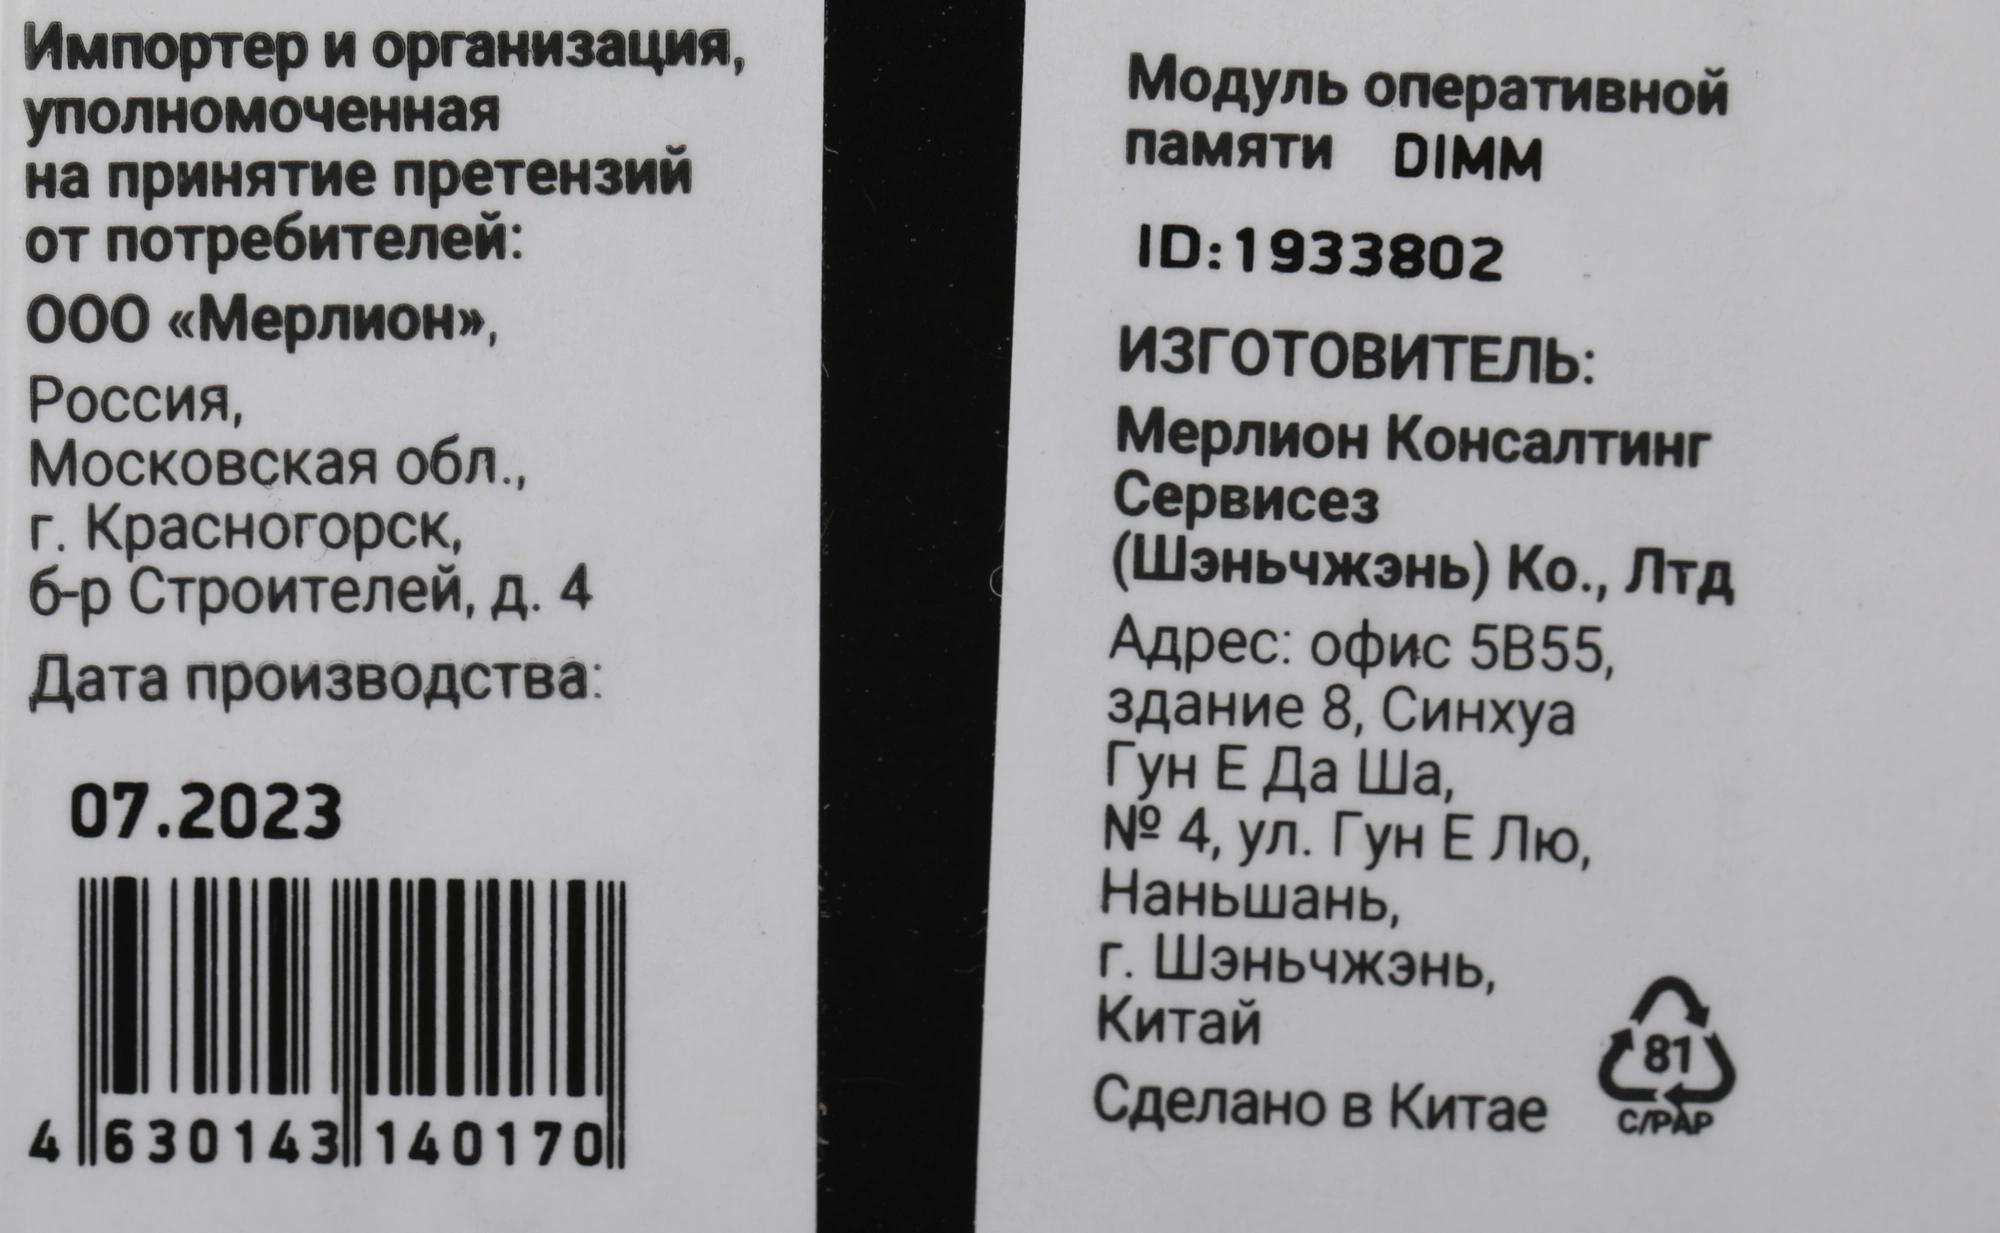 Импортер и организация,
уполномоченная
на принятие претензий
от потребителей:
ООО «Мерлион»,
Россия,
Московская обл.,
г. Красногорск,
б-р Строителей, д. 4
Дата производства:
07.2023
4 630143 140170
Модуль оперативной
памяти DIMM
ID:1933802
ИЗГОТОВИТЕЛЬ:
Мерлион Консалтинг
Сервисез
(Шэньчжэнь) Ко., Лтд
Адрес: офис 5В55,
здание 8, Синхуа
Гун Е Да Ша,
№ 4, ул. Гун Е Лю,
Наньшань,
г. Шэньчжэнь,
Китай
Сделано в Китае
81
C/PAP